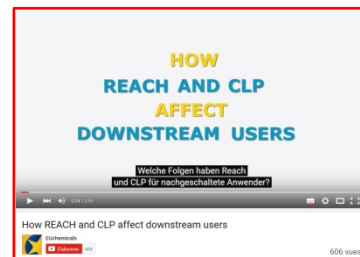 HOW
REACH AND CLP
AFFECT
DOWNSTREAM USERS
Welche Folgen haben Reach
und CLP für nachgeschaltete Anwender?
How REACH and CLP affect downstream users
EUchemicals
606 vues